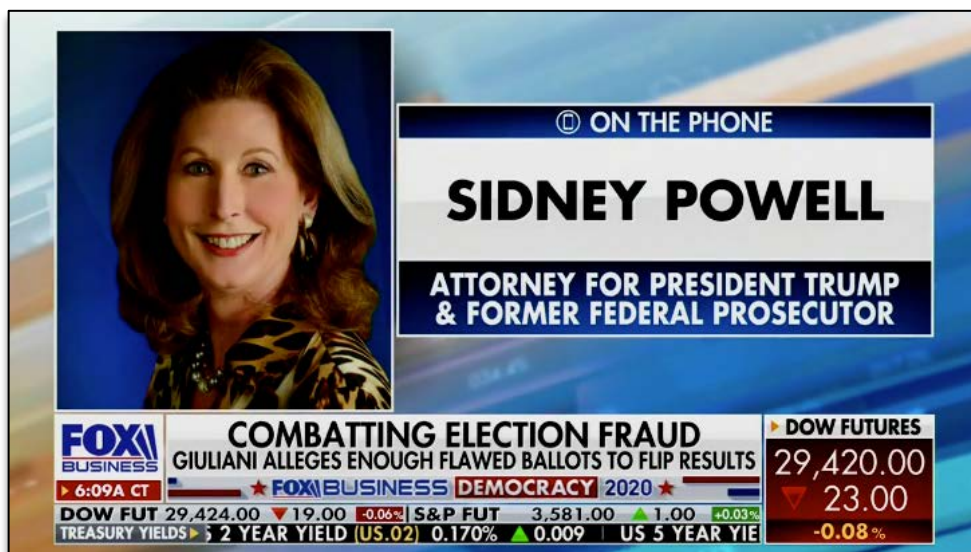 ON THE PHONE
SIDNEY POWELL
ATTORNEY FOR PRESIDENT TRUMP
& FORMER FEDERAL PROSECUTOR
FOX
BUSINESS
6:09A CT
COMBATTING ELECTION FRAUD
GIULIANI ALLEGES ENOUGH FLAWED BALLOTS TO FLIP RESULTS
FOX BUSINESS DEMOCRACY 2020
DOW FUTURES
29,420.00
23.00
-0.08%
DOW FUT 29,424.00 19.00 -0.06% S&P FUT 3,581.00 1.00 +0.03%
TREASURY YIELDS 2 YEAR YIELD (US.02) 0.170% 0.009 US 5 YEAR YIE